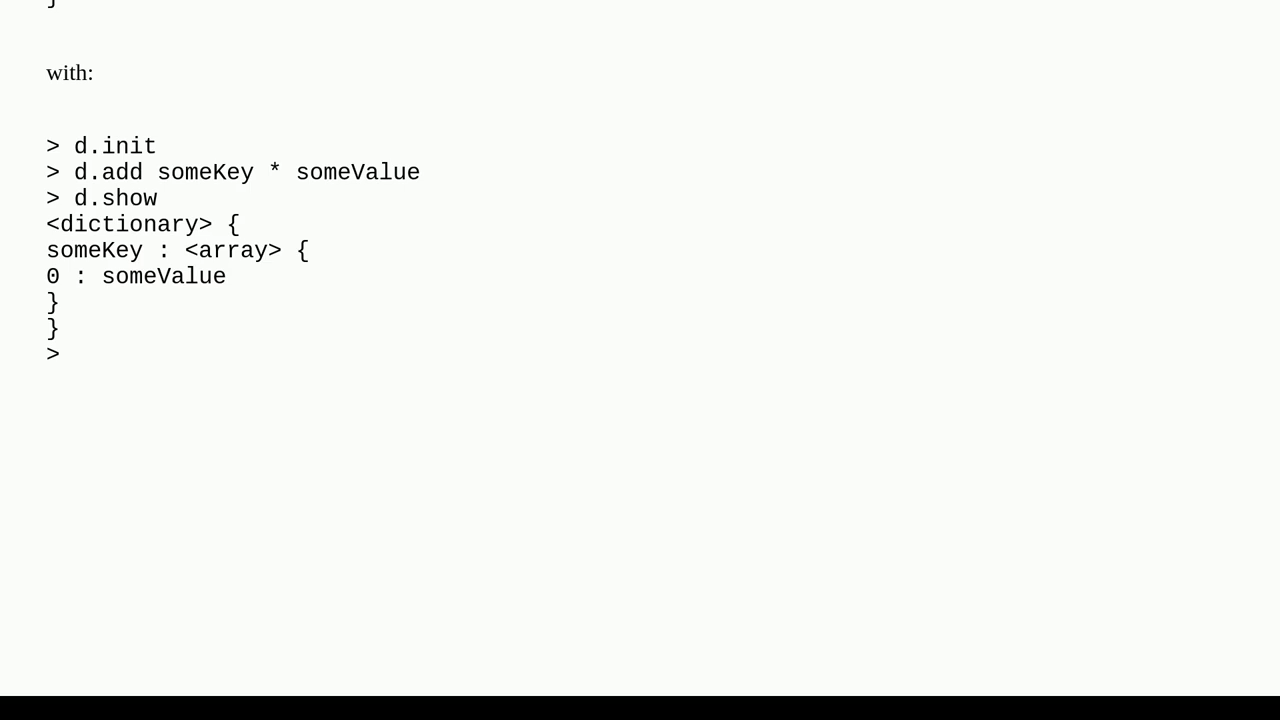 }
with:
> d.init
> d.add someKey * someValue
> d.show
<dictionary> {
someKey : <array> {
0 : someValue
}
}
>